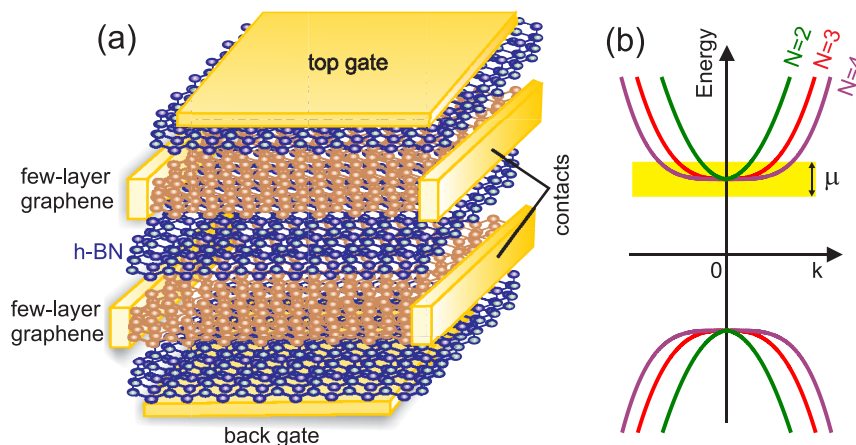 (a)
top gate
few-layer
graphene
h-BN
few-layer
graphene
contacts
back gate
(b)
Energy
N=2
N=3
N=4
μ
0
k